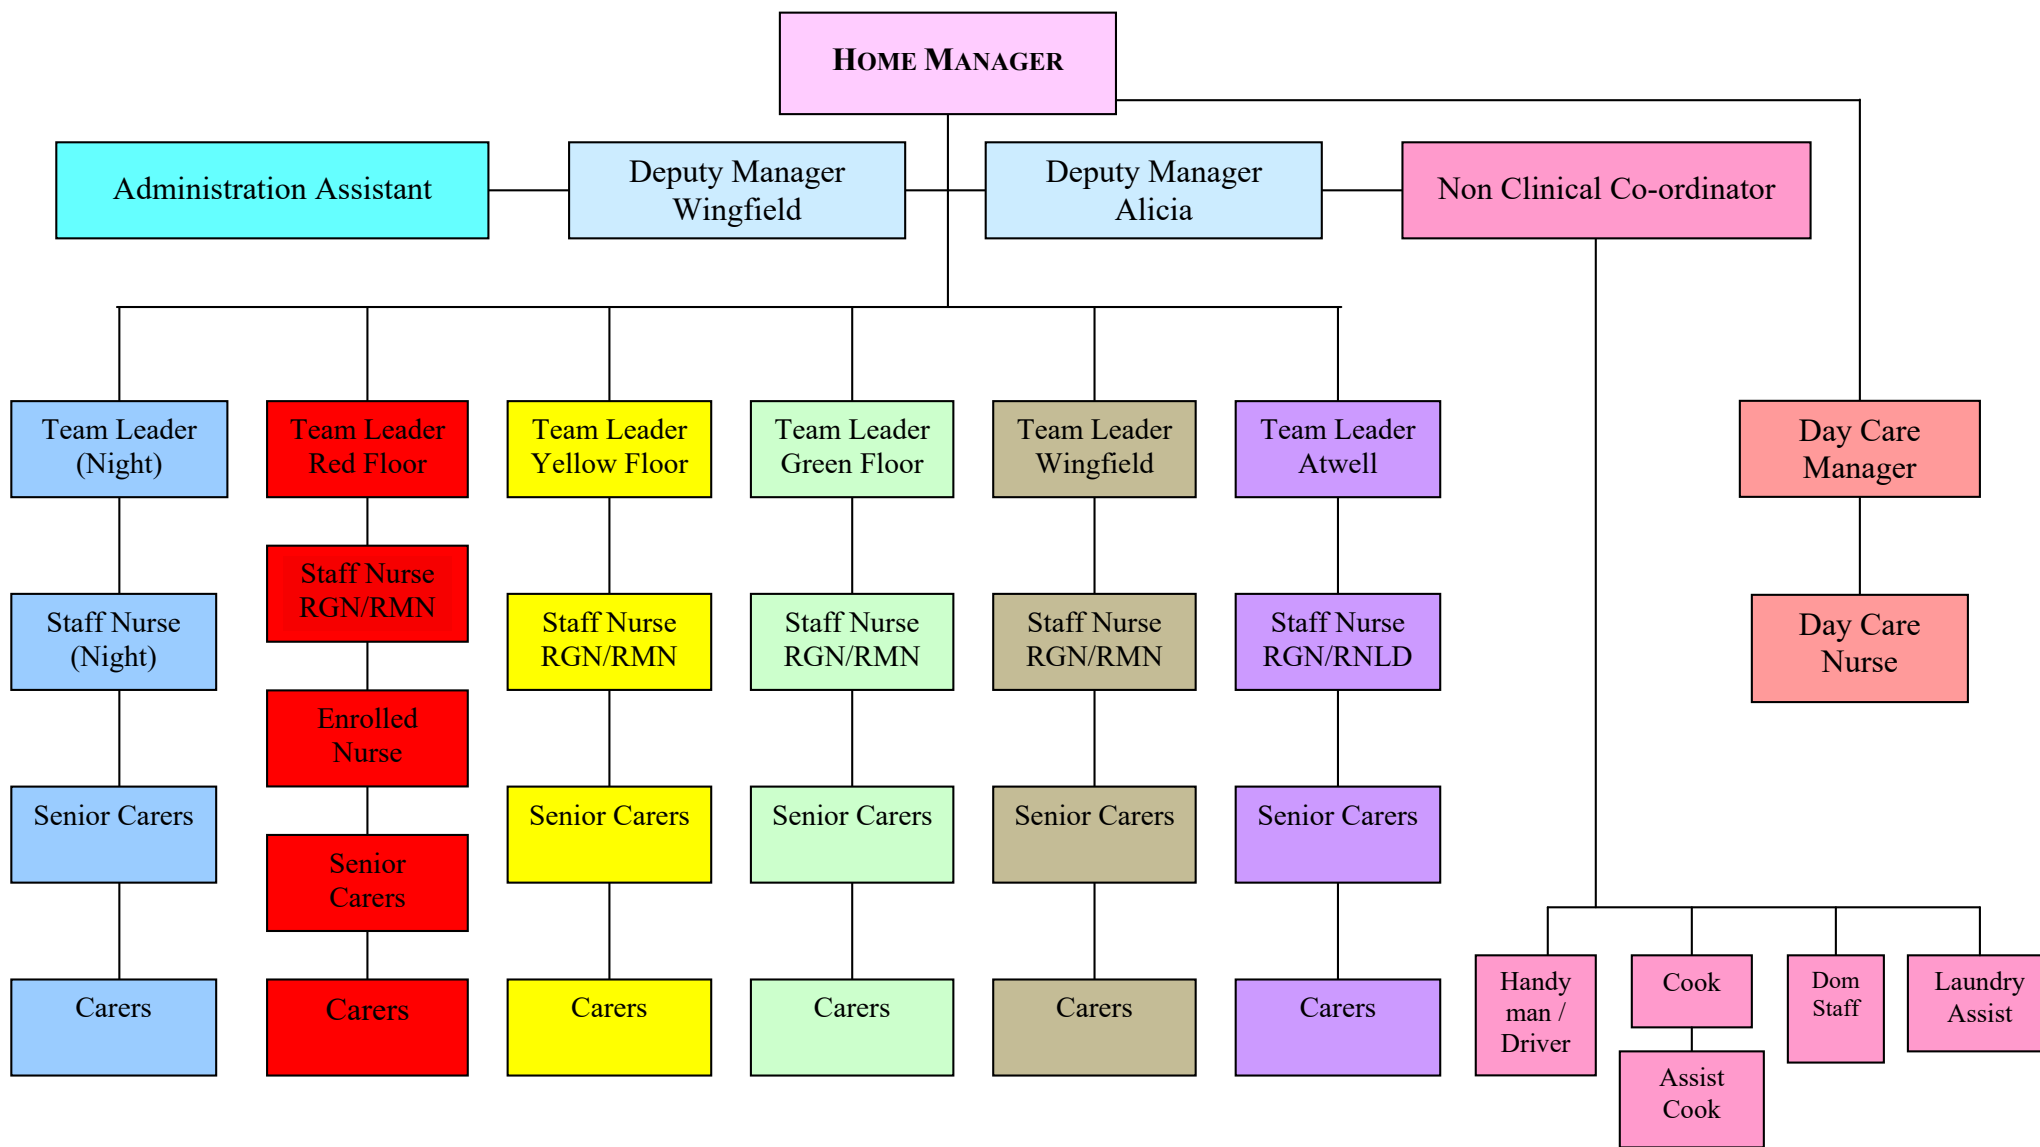 HOME MANAGER
Administration Assistant
Deputy Manager
Wingfield
Deputy Manager
Alicia
Non Clinical Co-ordinator
Team Leader
(Night)
Team Leader
Red Floor
Team Leader
Yellow Floor
Team Leader
Green Floor
Team Leader
Wingfield
Team Leader
Atwell
Day Care
Manager
Staff Nurse
(Night)
Staff Nurse
RGN/RMN
Staff Nurse
RGN/RMN
Staff Nurse
RGN/RMN
Staff Nurse
RGN/RMN
Staff Nurse
RGN/RNLD
Day Care
Nurse
Enrolled
Nurse
Senior Carers
Senior
Carers
Senior Carers
Senior Carers
Senior Carers
Senior Carers
Carers
Carers
Carers
Carers
Carers
Carers
Handy
man /
Driver
Cook
Dom
Staff
Laundry
Assist
Assist
Cook